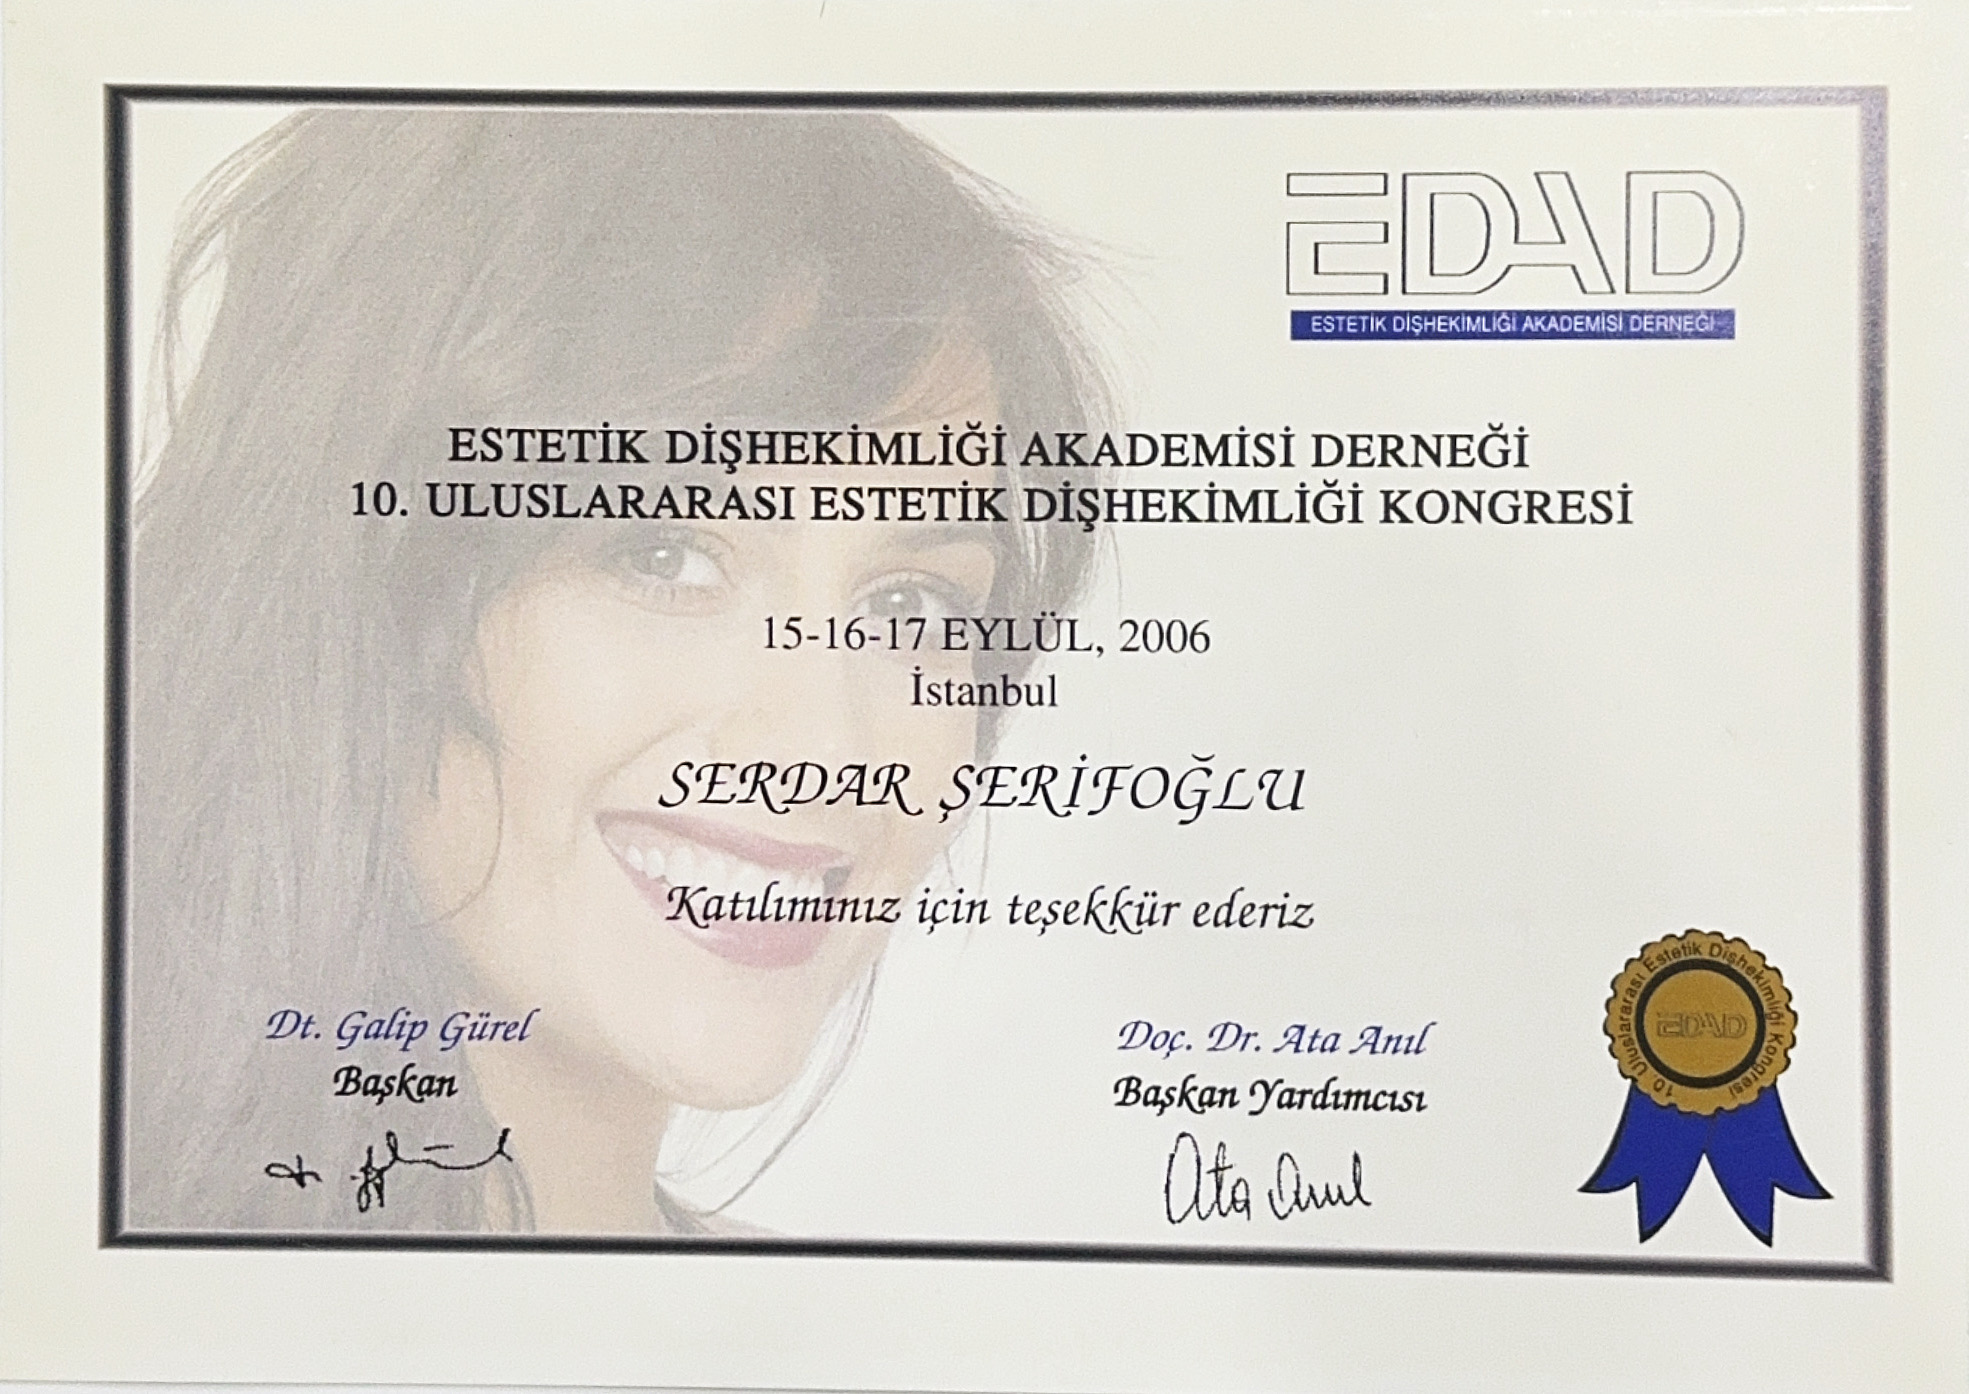 EDAD
ESTETİK DİŞHEKİMLİĞİ AKADEMİSİ DERNEĞİ
ESTETİK DİŞHEKİMLİĞİ AKADEMİSİ DERNEĞİ
10. ULUSLARARASI ESTETİK DİŞHEKİMLİĞİ KONGRESİ
15-16-17 EYLÜL, 2006
İstanbul
SERDAR ŞERİFOĞLU
Katılımınız için teşekkür ederiz
Dt. Galip Gürel
Başkan
Doç. Dr. Ata Anıl
Başkan Yardımcısı
Ata Anıl
10. Uluslararası Estetik Dişhekimliği Kongresi
EDAD